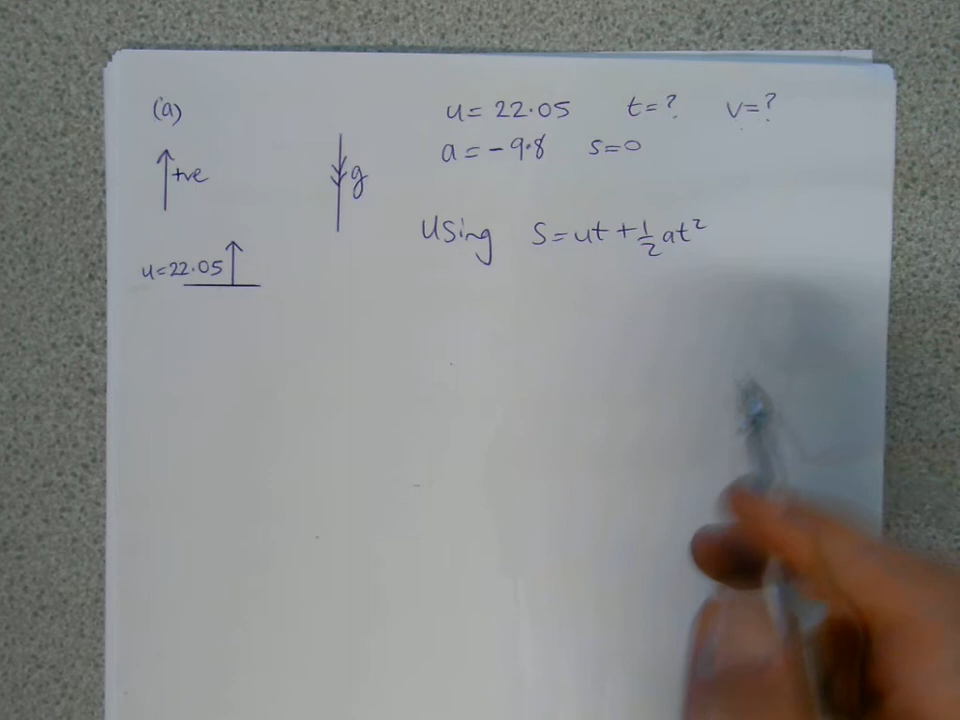 (a)
u = 22.05 t = ? v = ?
a = -9.8 s = 0
+ve
g
Using s = ut + ½at²
u = 22.05